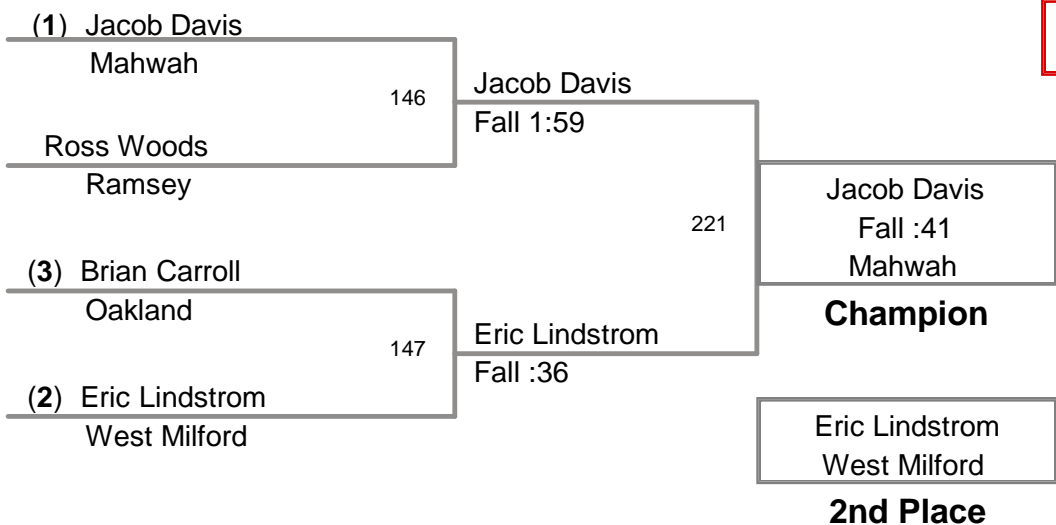 (1) Jacob Davis
Mahwah
146
Ross Woods
Ramsey
Jacob Davis
Fall 1:59
(3) Brian Carroll
Oakland
147
(2) Eric Lindstrom
West Milford
Eric Lindstrom
Fall :36
221
Jacob Davis
Fall :41
Mahwah
Champion
Eric Lindstrom
West Milford
2nd Place